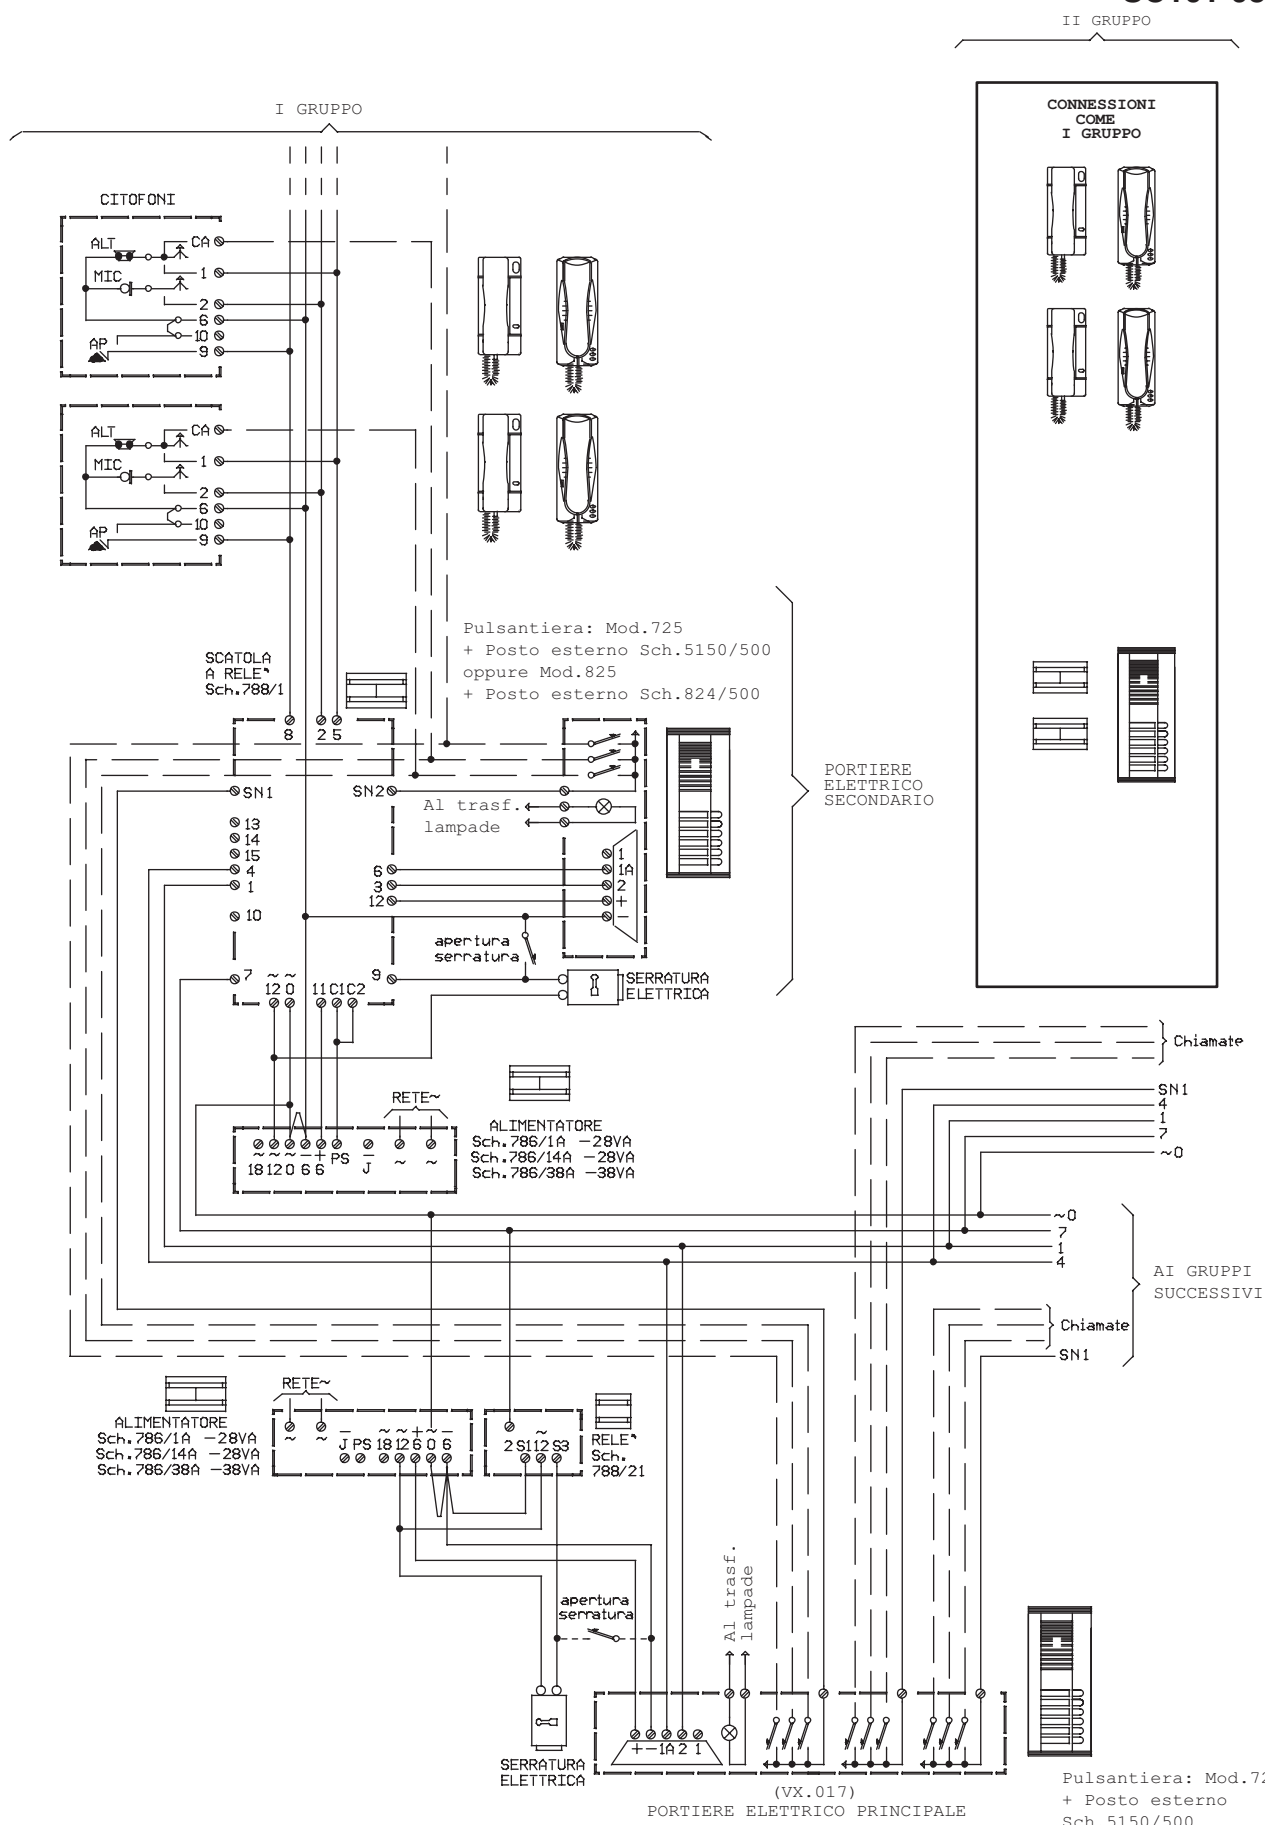 II GRUPPO
I GRUPPO
CONNESSIONI
COME
I GRUPPO
CITOFONI
ALT
CA
MIC
1
2
6
10
AP
9
ALT
CA
MIC
1
2
6
10
AP
9
Pulsantiera: Mod.725
+ Posto esterno Sch.5150/500
oppure Mod.825
+ Posto esterno Sch.824/500
SCATOLA
A RELE'
Sch.788/1
8 2 5
SN1 SN2
Al trasf.
lampade
PORTIERE
ELETTRICO
SECONDARIO
13
14
15
4
1
10
7
6
3
12
9
1
1A
2
+
−
apertura
serratura
SERRATURA
ELETTRICA
~ ~
12 0 11 C1 C2
Chiamate
SN1
4
1
7
~0
RETE~
ALIMENTATORE
Sch.786/1A −28VA
Sch.786/14A −28VA
Sch.786/38A −38VA
~ ~ ~ − + − ~ ~
18 12 0 6 6 PS J
~0
7
1
4
AI GRUPPI
SUCCESSIVI
Chiamate
SN1
RETE~
ALIMENTATORE
Sch.786/1A −28VA
Sch.786/14A −28VA
Sch.786/38A −38VA
~ ~ − ~ ~ + ~ −
J PS 18 12 6 0 6
~
2 S1 12 S3
RELE'
Sch.
788/21
apertura
serratura
Al trasf.
lampade
SERRATURA
ELETTRICA
+ − 1A 2 1
(VX.017)
PORTIERE ELETTRICO PRINCIPALE
Pulsantiera: Mod.72
+ Posto esterno
Sch.5150/500